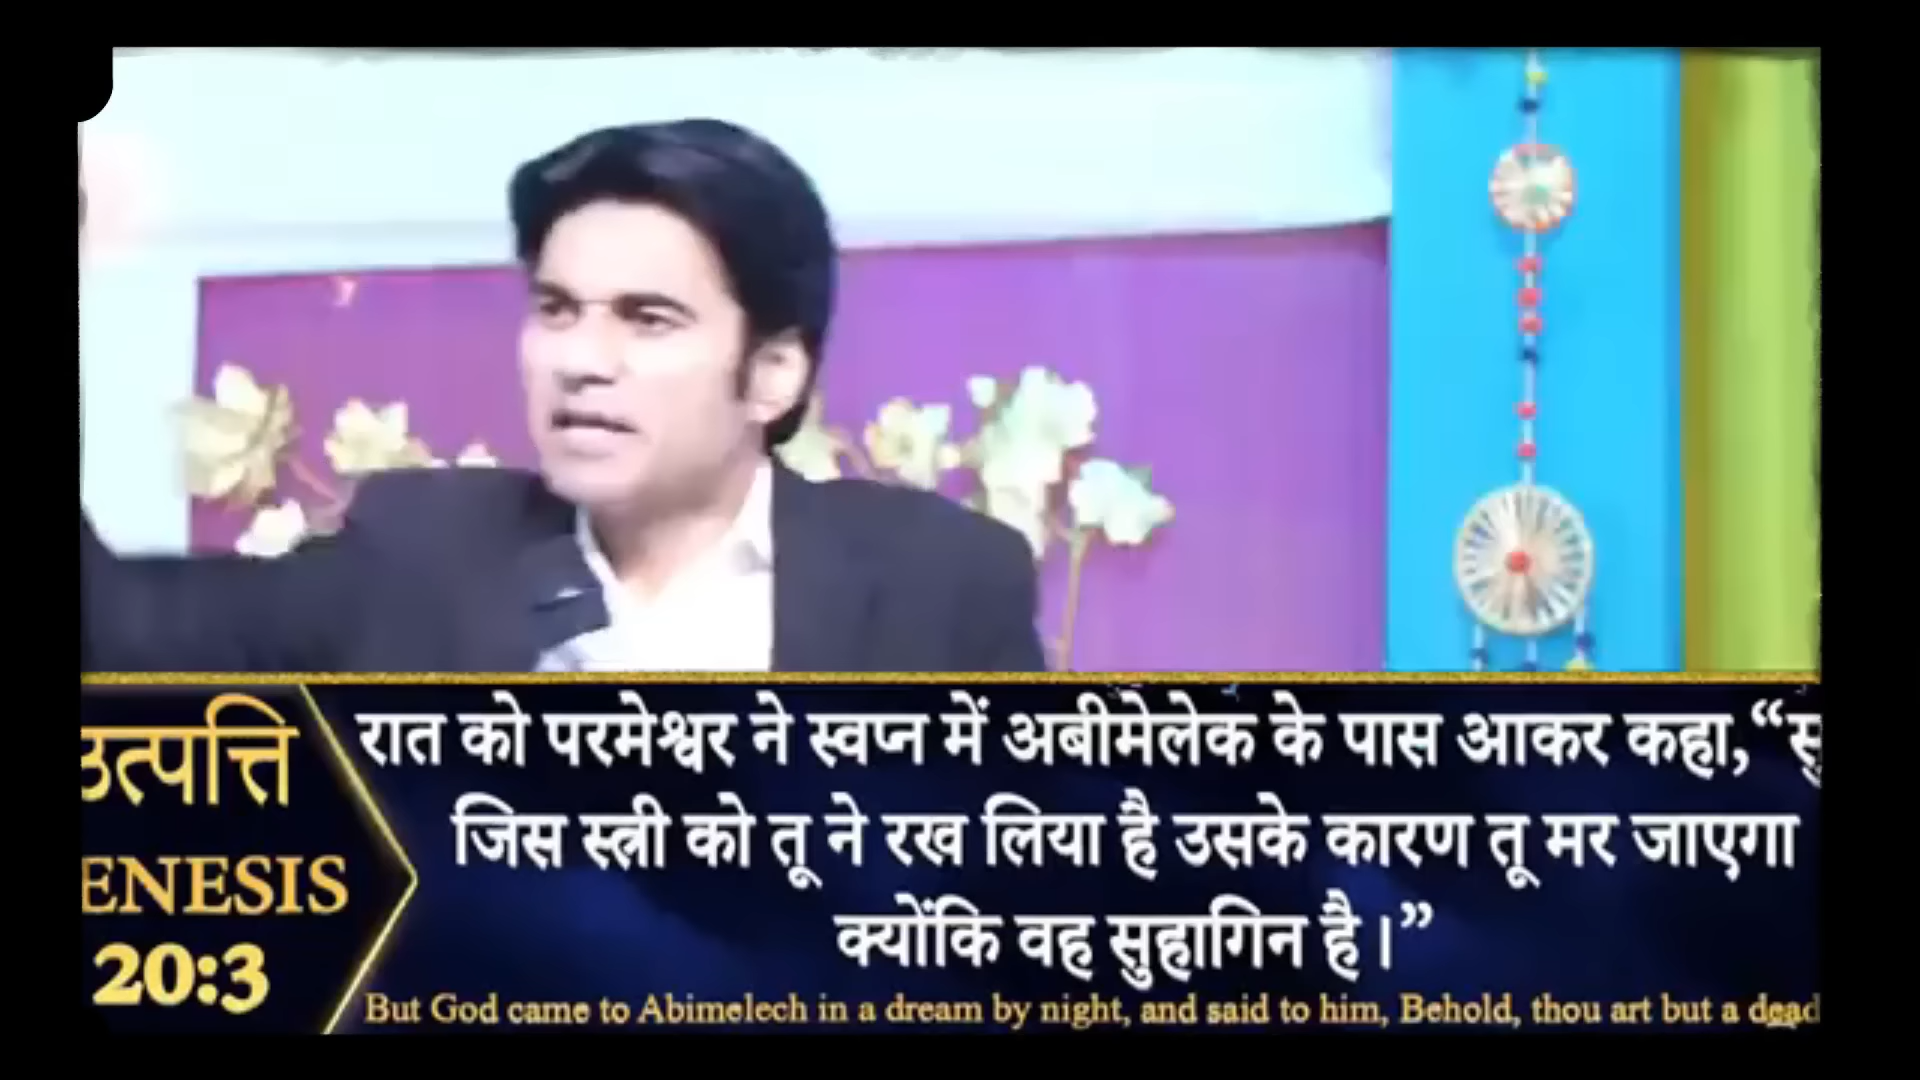 उत्पत्ति
ENESIS
20:3
रात को परमेश्वर ने स्वप्न में अबीमेलेक के पास आकर कहा, “सु
जिस स्त्री को तू ने रख लिया है उसके कारण तू मर जाएगा
क्योंकि वह सुहागिन है।”
But God came to Abimelech in a dream by night, and said to him, Behold, thou art but a dead